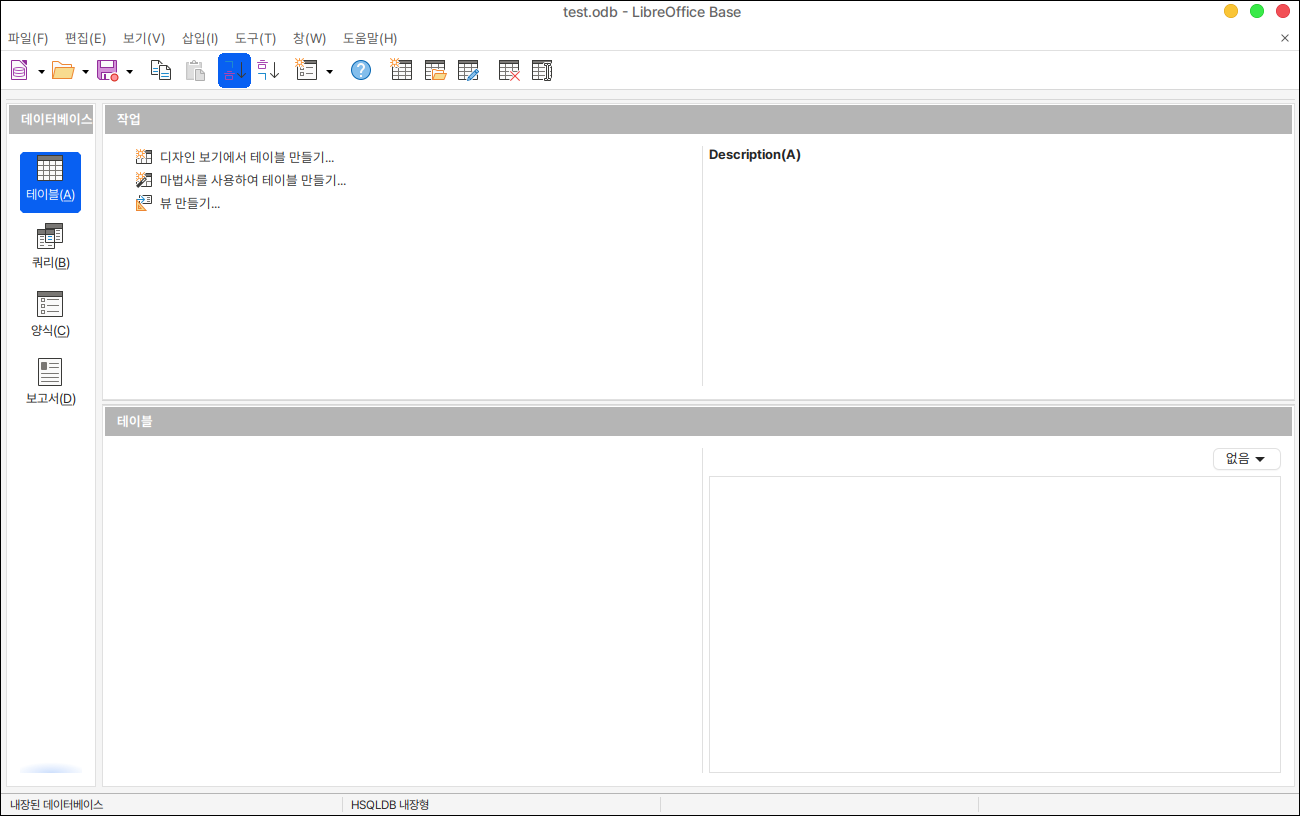 test.odb - LibreOffice Base
파일(F) 편집(E) 보기(V) 삽입(I) 도구(T) 창(W) 도움말(H)
데이터베이스
작업
테이블(A)
쿼리(B)
양식(C)
보고서(D)
디자인 보기에서 테이블 만들기...
마법사를 사용하여 테이블 만들기...
뷰 만들기...
Description(A)
테이블
없음
내장된 데이터베이스
HSQLDB 내장형